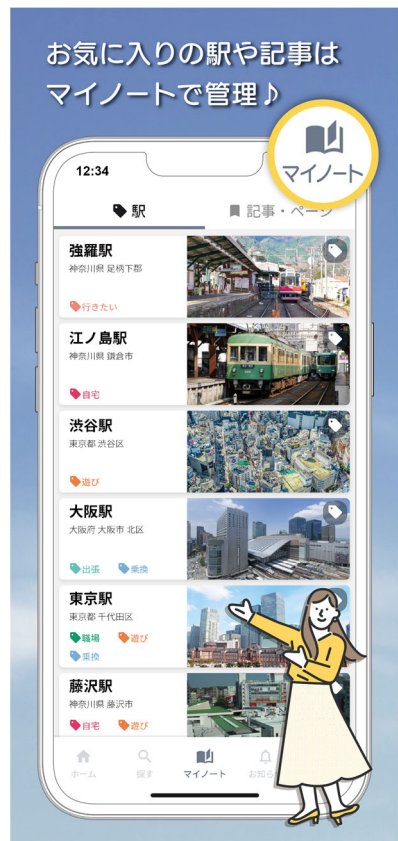 お気に入りの駅や記事は
マイノートで管理♪
マイノート
12:34
駅
記事・ページ
強羅駅
神奈川県 足柄下郡
行きたい
江ノ島駅
神奈川県 鎌倉市
自宅
渋谷駅
東京都 渋谷区
遊び
大阪駅
大阪府 大阪市 北区
出張 乗換
東京駅
東京都 千代田区
職場 遊び
乗換
藤沢駅
神奈川県 藤沢市
自宅 遊び
ホーム 探す マイノート お知ら